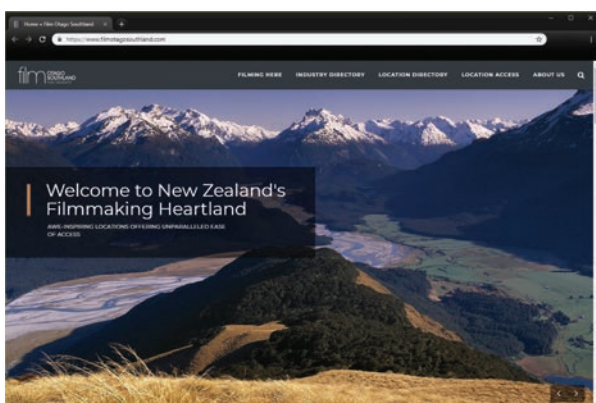 Home » Film Otago Southland
https://www.filmotagosouthland.com
film OTAGO
SOUTHLAND
FILMING HERE INDUSTRY DIRECTORY LOCATION DIRECTORY LOCATION ACCESS ABOUT US
Welcome to New Zealand's
Filmmaking Heartland
AWE-INSPIRING LOCATIONS OFFERING UNPARALLELED EASE
OF ACCESS